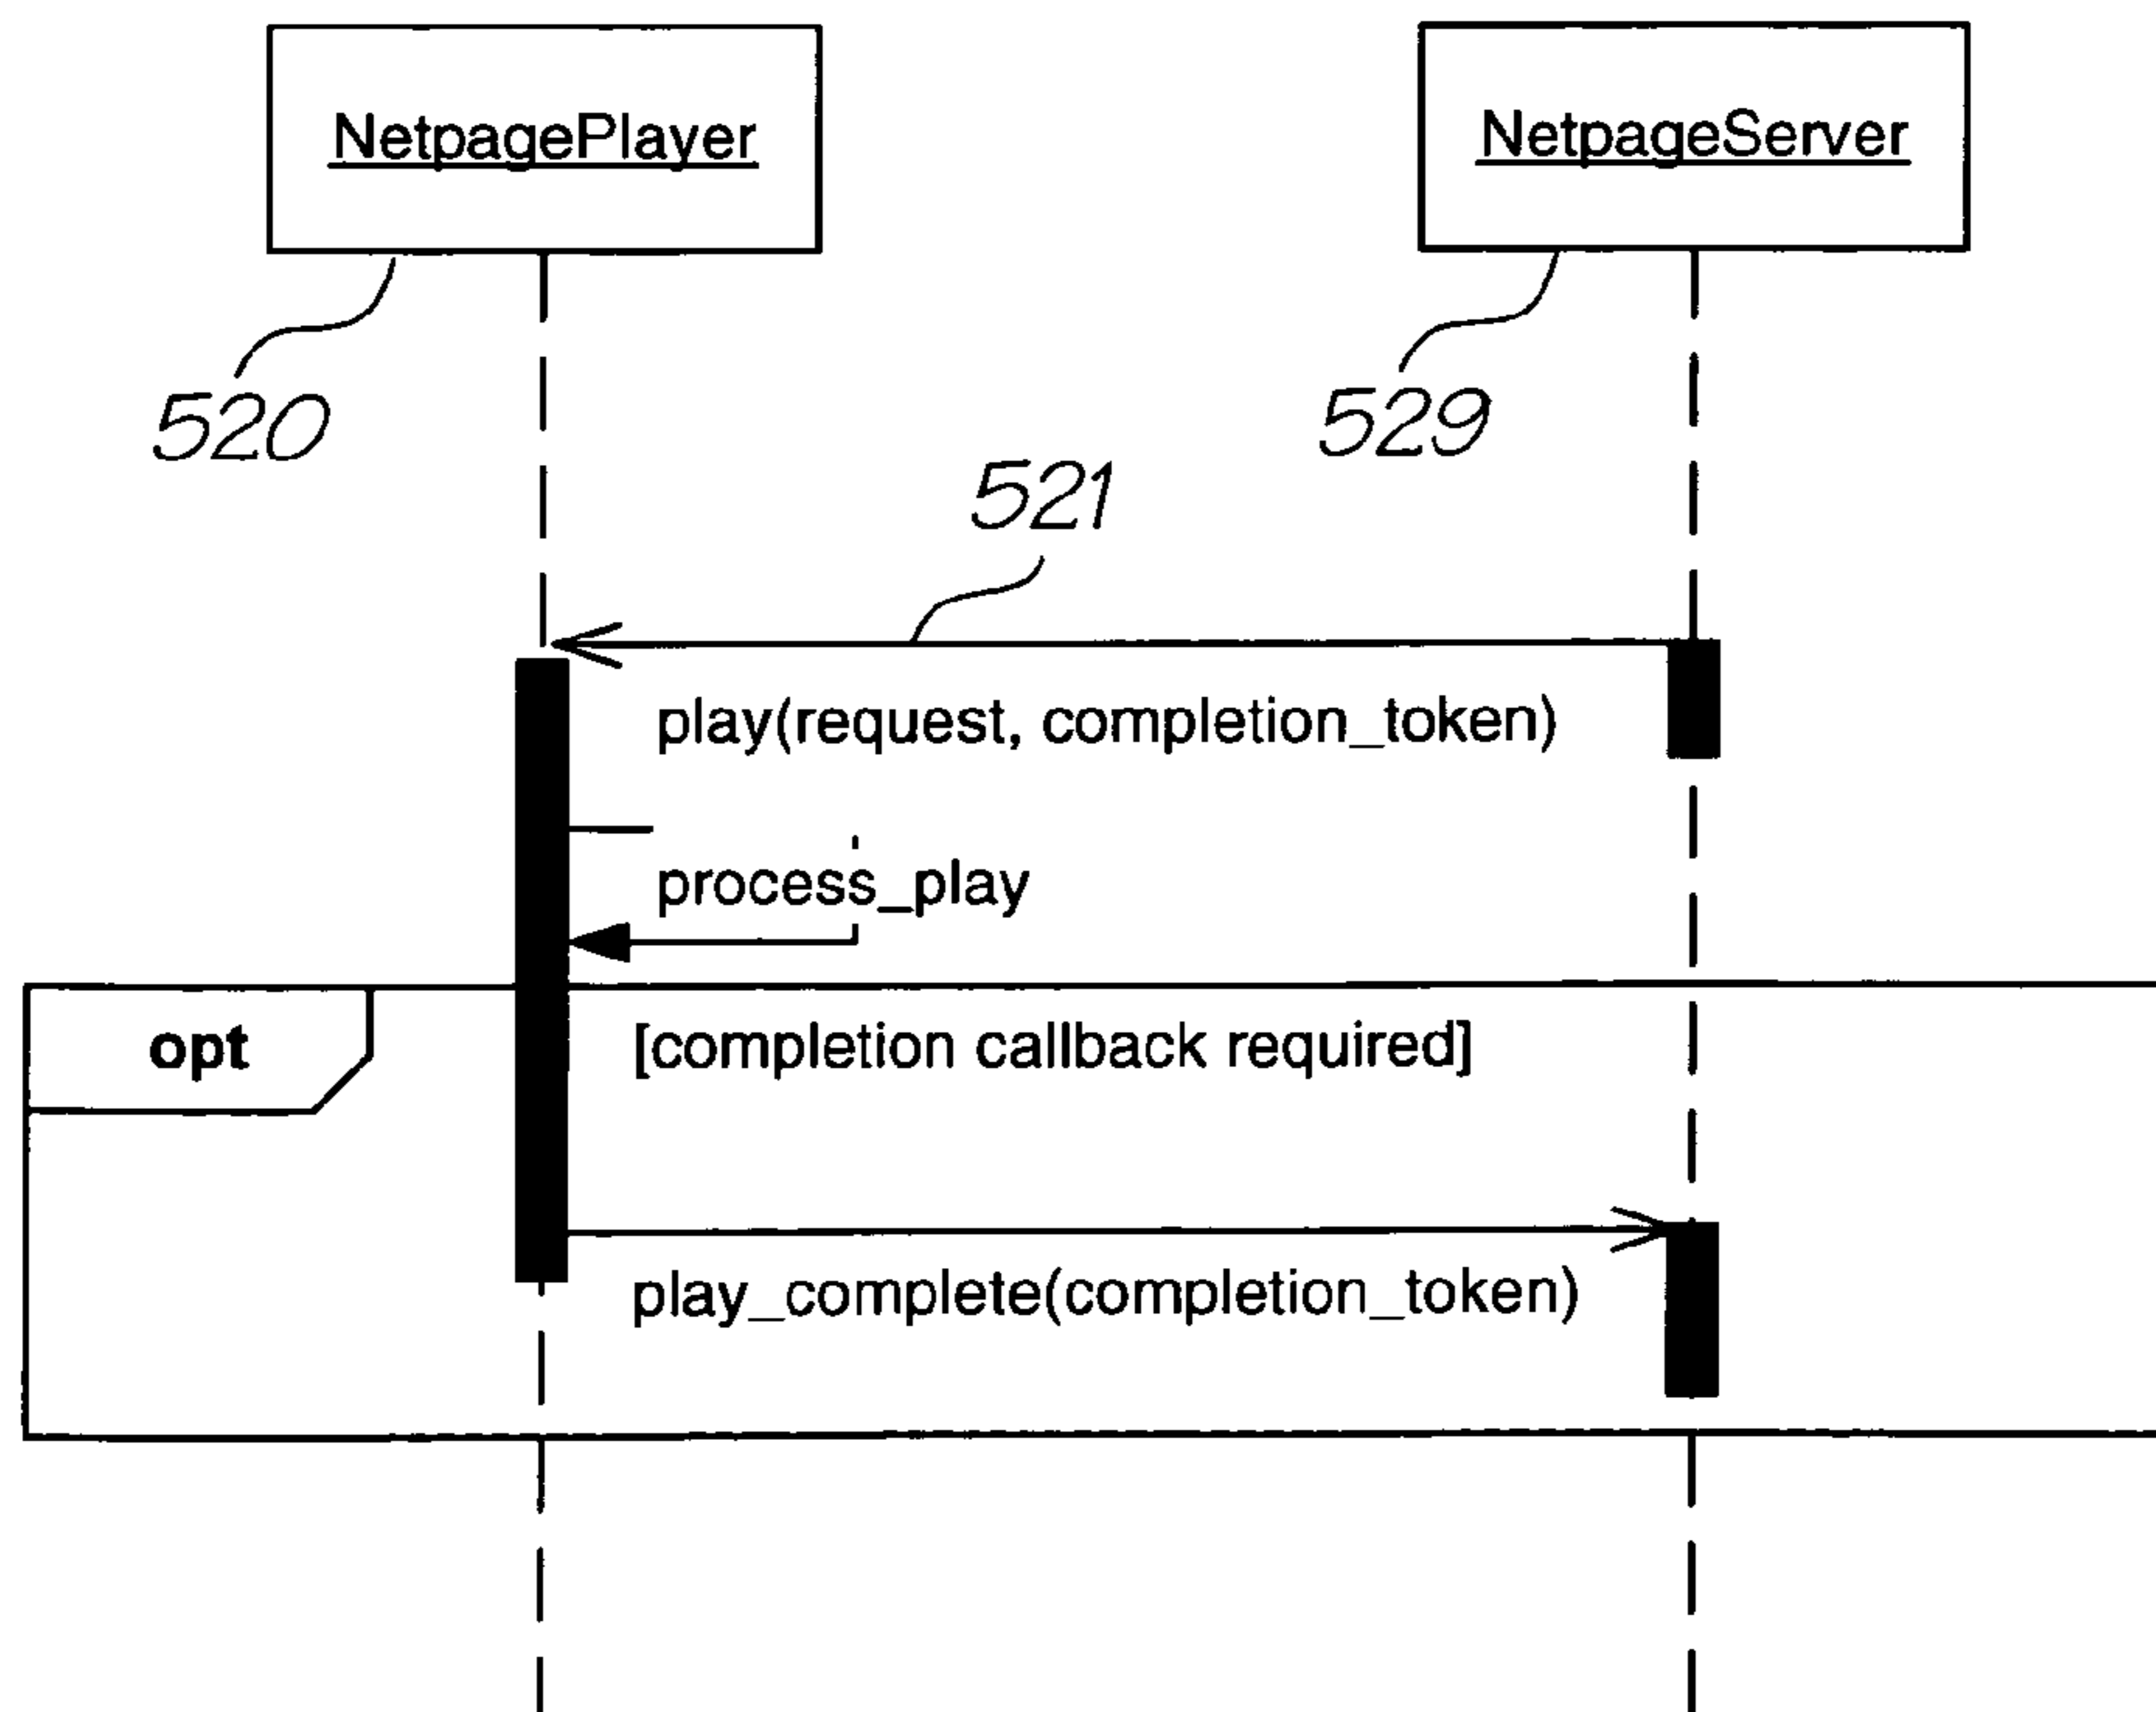 NetpagePlayer
NetpageServer
520
529
521
play(request, completion_token)
process_play
opt
[completion callback required]
play_complete(completion_token)